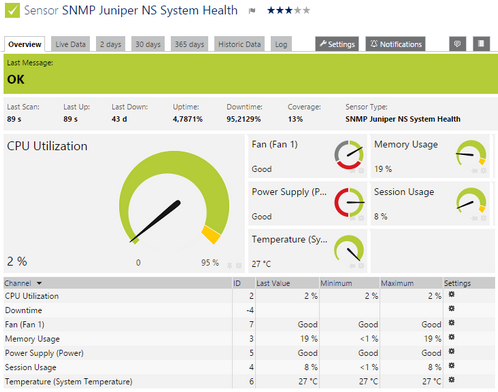 Sensor SNMP Juniper NS System Health
Overview Live Data 2 days 30 days 365 days Historic Data Log Settings Notifications
Last Message:
OK
Last Scan: Last Up: Last Down: Uptime: Downtime: Coverage: Sensor Type:
89 s 89 s 43 d 4,7871% 95,2129% 13% SNMP Juniper NS System Health
CPU Utilization
2 %
0 95 %
Fan (Fan 1)
Good
Memory Usage
19 %
Power Supply (P...
Good
Session Usage
8 %
Temperature (Sy...
27 °C
Channel ID Last Value Minimum Maximum Settings
CPU Utilization 2 2 % 2 % 2 %
Downtime -4
Fan (Fan 1) 7 Good Good Good
Memory Usage 3 19 % <1 % 19 %
Power Supply (Power) 5 Good Good Good
Session Usage 4 8 % <1 % 8 %
Temperature (System Temperature) 6 27 °C 27 °C 27 °C